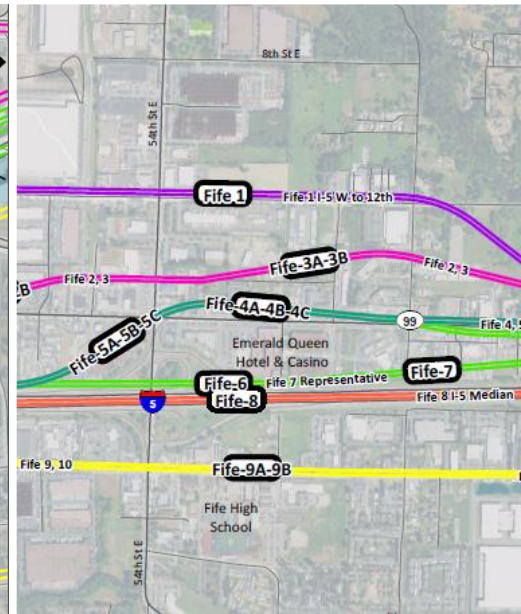 8th St E
54th St E
Fife 1
Fife 1 I-5 W to 12th
Fife-3A-3B
Fife 2, 3
Fife 2, 3
2B
Fife-4A-4B-4C
Fife-5A-5B-5C
99
Fife 4, 5
Emerald Queen
Hotel & Casino
Fife-6
Fife 7 Representative
Fife-7
5
Fife-8
Fife 8 I-5 Median
Fife 9, 10
Fife-9A-9B
Fife High
School
54th St E